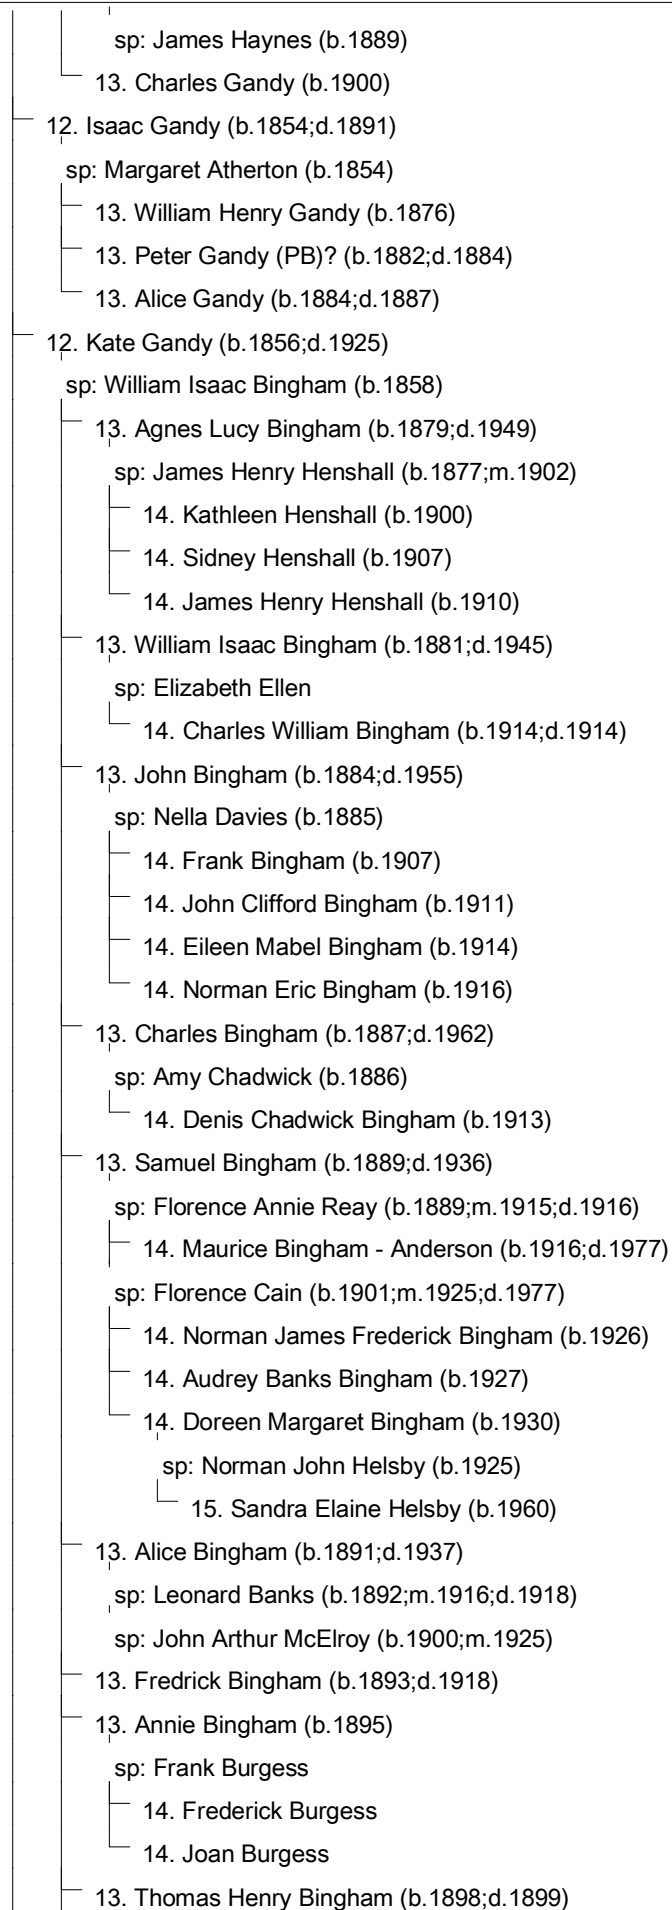 sp: James Haynes (b.1889)
13. Charles Gandy (b.1900)
12. Isaac Gandy (b.1854;d.1891)
sp: Margaret Atherton (b.1854)
13. William Henry Gandy (b.1876)
13. Peter Gandy (PB)? (b.1882;d.1884)
13. Alice Gandy (b.1884;d.1887)
12. Kate Gandy (b.1856;d.1925)
sp: William Isaac Bingham (b.1858)
13. Agnes Lucy Bingham (b.1879;d.1949)
sp: James Henry Henshall (b.1877;m.1902)
14. Kathleen Henshall (b.1900)
14. Sidney Henshall (b.1907)
14. James Henry Henshall (b.1910)
13. William Isaac Bingham (b.1881;d.1945)
sp: Elizabeth Ellen
14. Charles William Bingham (b.1914;d.1914)
13. John Bingham (b.1884;d.1955)
sp: Nella Davies (b.1885)
14. Frank Bingham (b.1907)
14. John Clifford Bingham (b.1911)
14. Eileen Mabel Bingham (b.1914)
14. Norman Eric Bingham (b.1916)
13. Charles Bingham (b.1887;d.1962)
sp: Amy Chadwick (b.1886)
14. Denis Chadwick Bingham (b.1913)
13. Samuel Bingham (b.1889;d.1936)
sp: Florence Annie Reay (b.1889;m.1915;d.1916)
14. Maurice Bingham - Anderson (b.1916;d.1977)
sp: Florence Cain (b.1901;m.1925;d.1977)
14. Norman James Frederick Bingham (b.1926)
14. Audrey Banks Bingham (b.1927)
14. Doreen Margaret Bingham (b.1930)
sp: Norman John Helsby (b.1925)
15. Sandra Elaine Helsby (b.1960)
13. Alice Bingham (b.1891;d.1937)
sp: Leonard Banks (b.1892;m.1916;d.1918)
sp: John Arthur McElroy (b.1900;m.1925)
13. Fredrick Bingham (b.1893;d.1918)
13. Annie Bingham (b.1895)
sp: Frank Burgess
14. Frederick Burgess
14. Joan Burgess
13. Thomas Henry Bingham (b.1898;d.1899)